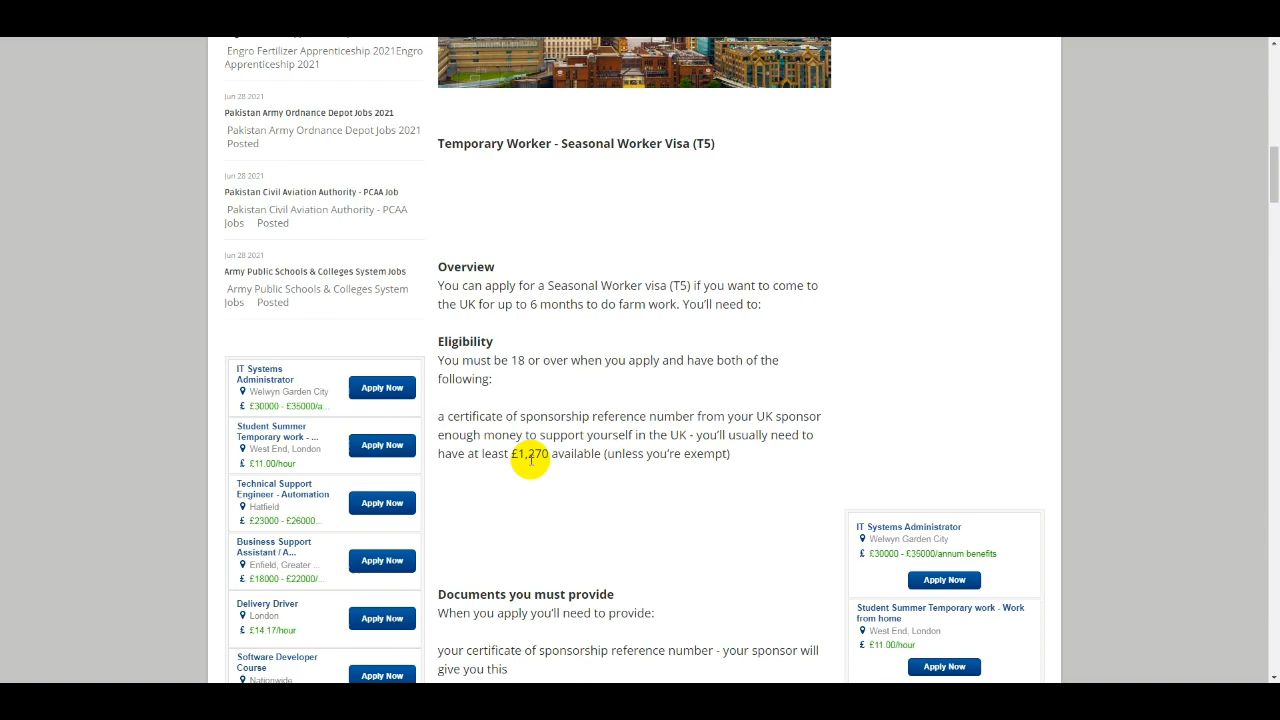 Engro Fertilizer Apprenticeship 2021Engro
Apprenticeship 2021
Jun 28 2021
Pakistan Army Ordnance Depot Jobs 2021
Pakistan Army Ordnance Depot Jobs 2021
Posted
Jun 28 2021
Pakistan Civil Aviation Authority - PCAA Job
Pakistan Civil Aviation Authority - PCAA
Jobs Posted
Jun 28 2021
Army Public Schools & Colleges System Jobs
Army Public Schools & Colleges System
Jobs Posted
IT Systems
Administrator
Welwyn Garden City
£ £30000 - £35000/a...
Apply Now
Student Summer
Temporary work - ...
West End, London
£ £11.00/hour
Apply Now
Technical Support
Engineer - Automation
Hatfield
£ £23000 - £26000...
Apply Now
Business Support
Assistant / A...
Enfield, Greater ...
£ £18000 - £22000/...
Apply Now
Delivery Driver
London
£ £14.17/hour
Apply Now
Software Developer
Course
Nationwide
Apply Now
Temporary Worker - Seasonal Worker Visa (T5)
Overview
You can apply for a Seasonal Worker visa (T5) if you want to come to
the UK for up to 6 months to do farm work. You'll need to:
Eligibility
You must be 18 or over when you apply and have both of the
following:
a certificate of sponsorship reference number from your UK sponsor
enough money to support yourself in the UK - you'll usually need to
have at least £1,270 available (unless you're exempt)
Documents you must provide
When you apply you'll need to provide:
your certificate of sponsorship reference number - your sponsor will
give you this
IT Systems Administrator
Welwyn Garden City
£ £30000 - £35000/annum benefits
Apply Now
Student Summer Temporary work - Work
from home
West End, London
£ £11.00/hour
Apply Now